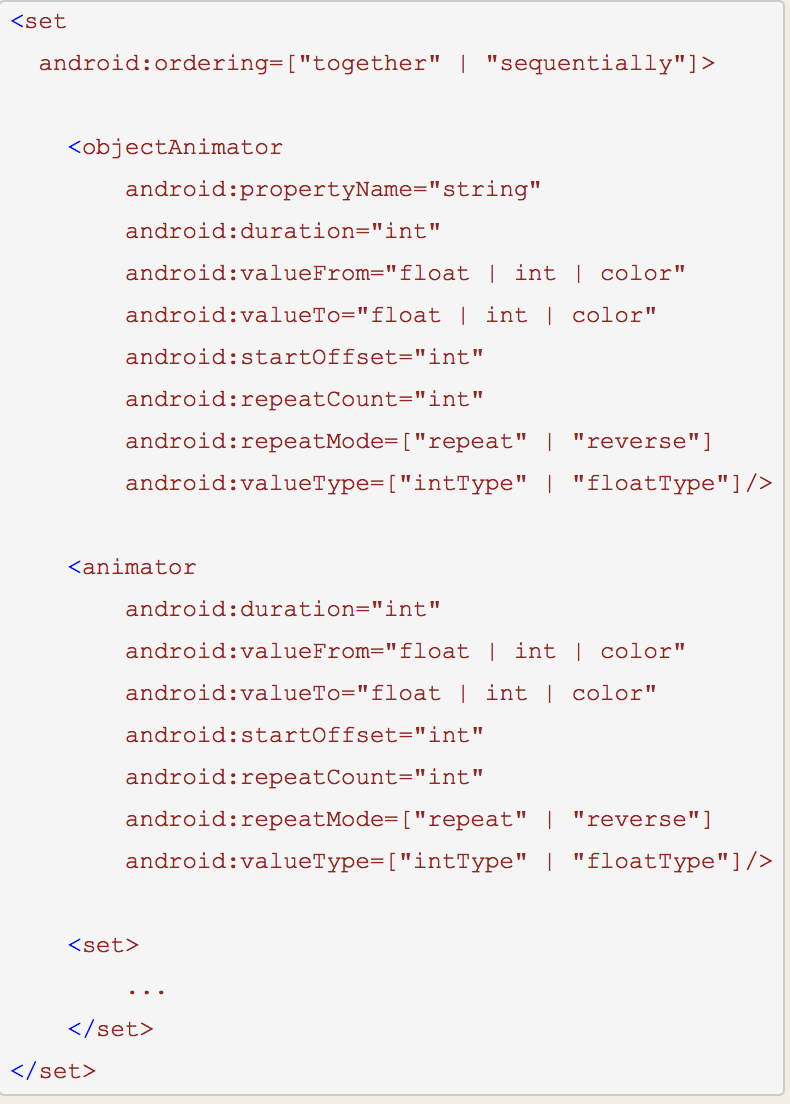 <set
  android:ordering=["together" | "sequentially"]>
    <objectAnimator
        android:propertyName="string"
        android:duration="int"
        android:valueFrom="float | int | color"
        android:valueTo="float | int | color"
        android:startOffset="int"
        android:repeatCount="int"
        android:repeatMode=["repeat" | "reverse"]
        android:valueType=["intType" | "floatType"]/>
    <animator
        android:duration="int"
        android:valueFrom="float | int | color"
        android:valueTo="float | int | color"
        android:startOffset="int"
        android:repeatCount="int"
        android:repeatMode=["repeat" | "reverse"]
        android:valueType=["intType" | "floatType"]/>
    <set>
        ...
    </set>
</set>